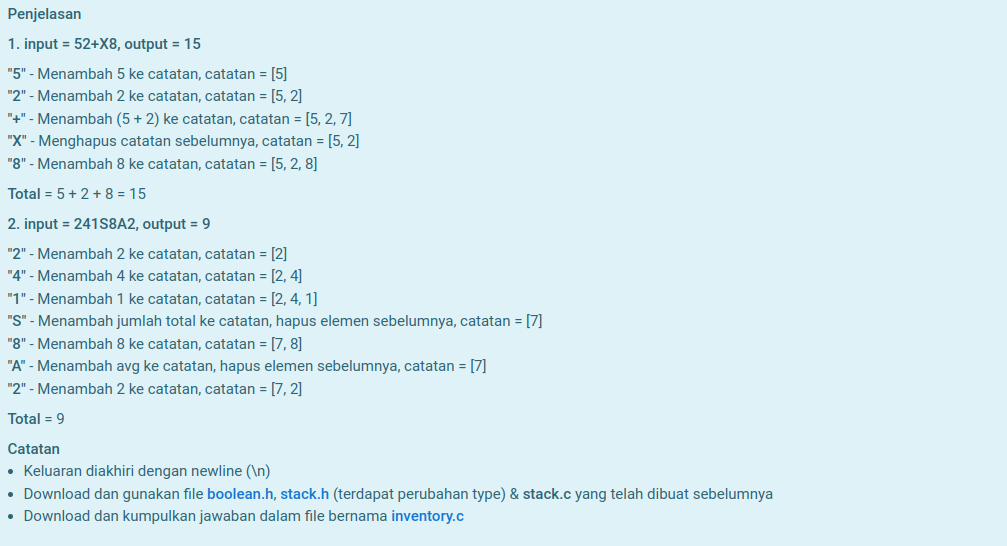 Penjelasan
1. input = 52+X8, output = 15
"5" - Menambah 5 ke catatan, catatan = [5]
"2" - Menambah 2 ke catatan, catatan = [5, 2]
"+" - Menambah (5 + 2) ke catatan, catatan = [5, 2, 7]
"X" - Menghapus catatan sebelumnya, catatan = [5, 2]
"8" - Menambah 8 ke catatan, catatan = [5, 2, 8]
Total = 5 + 2 + 8 = 15
2. input = 241S8A2, output = 9
"2" - Menambah 2 ke catatan, catatan = [2]
"4" - Menambah 4 ke catatan, catatan = [2, 4]
"1" - Menambah 1 ke catatan, catatan = [2, 4, 1]
"S" - Menambah jumlah total ke catatan, hapus elemen sebelumnya, catatan = [7]
"8" - Menambah 8 ke catatan, catatan = [7, 8]
"A" - Menambah avg ke catatan, hapus elemen sebelumnya, catatan = [7]
"2" - Menambah 2 ke catatan, catatan = [7, 2]
Total = 9
Catatan
• Keluaran diakhiri dengan newline (\n)
• Download dan gunakan file boolean.h, stack.h (terdapat perubahan type) & stack.c yang telah dibuat sebelumnya
• Download dan kumpulkan jawaban dalam file bernama inventory.c